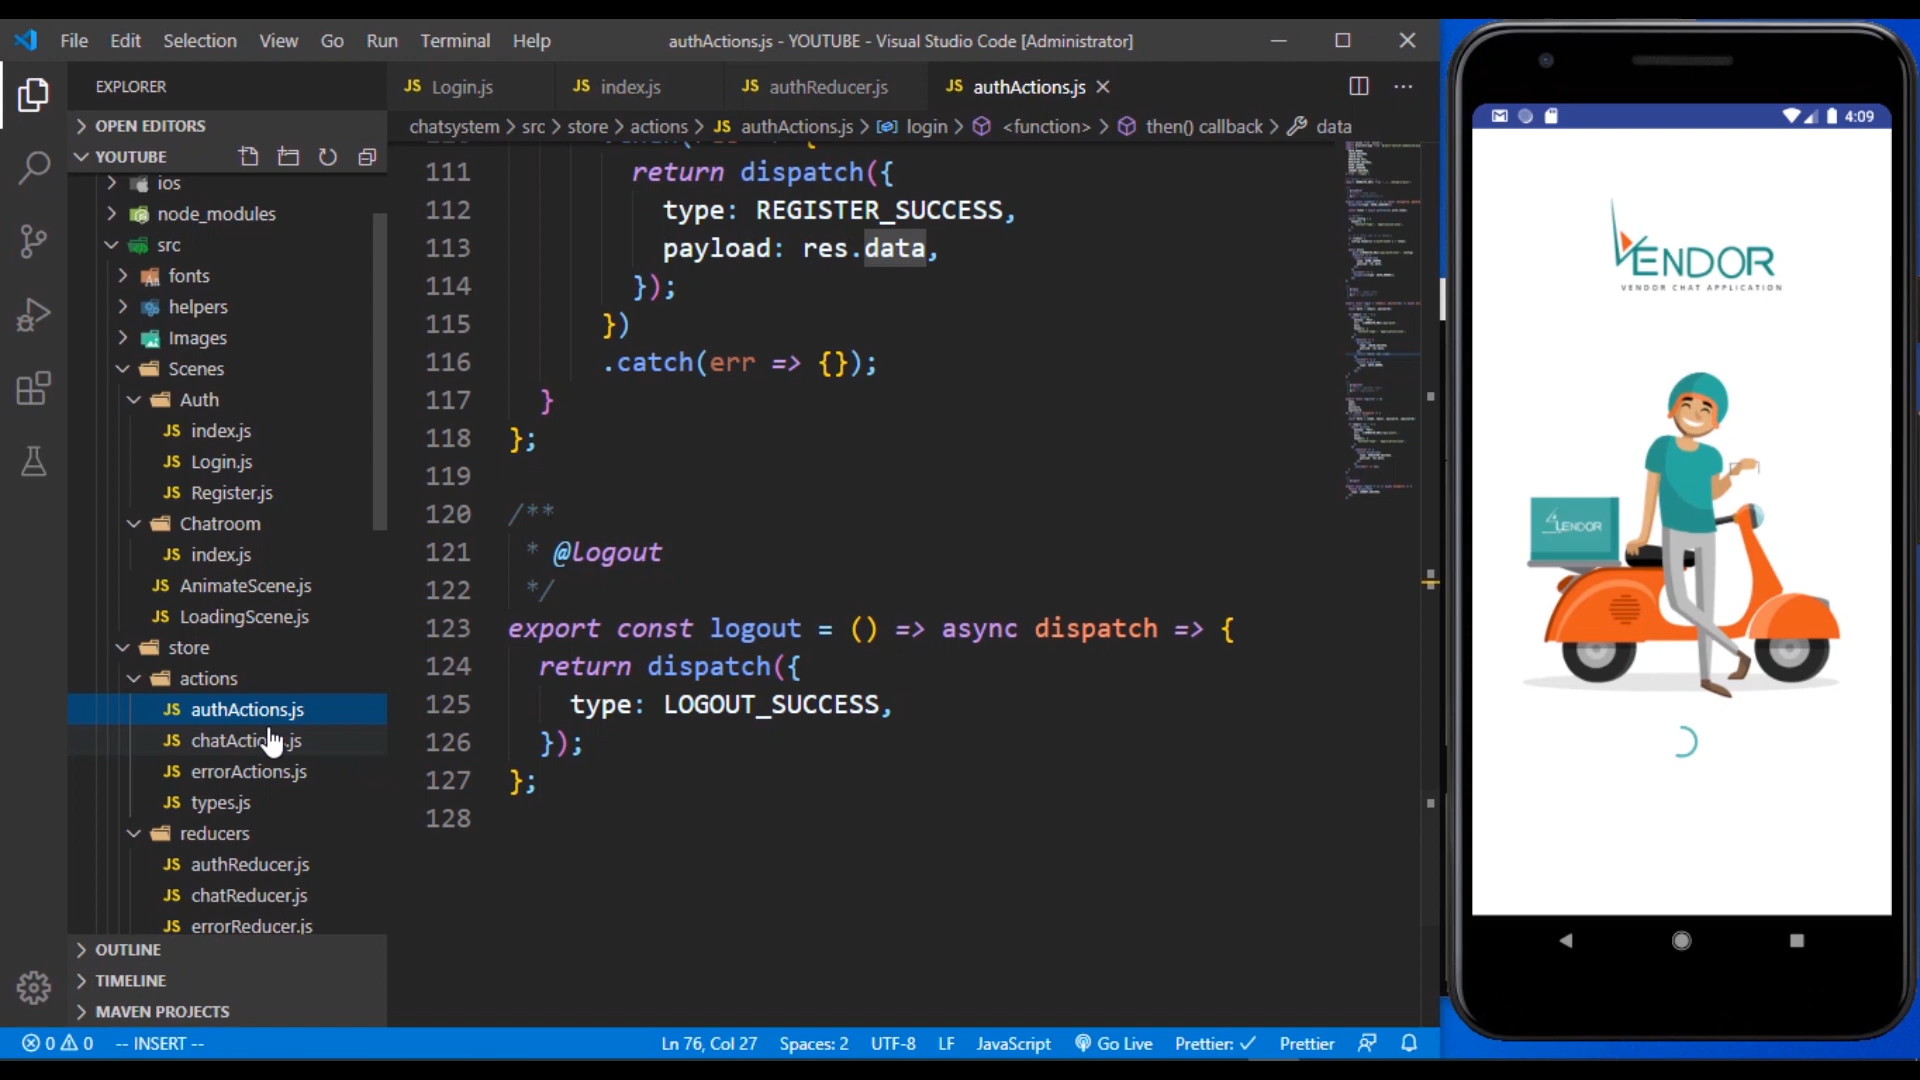 File Edit Selection View Go Run Terminal Help
authActions.js - YOUTUBE - Visual Studio Code [Administrator]
EXPLORER
OPEN EDITORS
YOUTUBE
ios
node_modules
src
fonts
helpers
Images
Scenes
Auth
JS index.js
JS Login.js
JS Register.js
Chatroom
JS index.js
JS AnimateScene.js
JS LoadingScene.js
store
actions
JS authActions.js
JS chatActio js
JS errorActions.js
JS types.js
reducers
JS authReducer.js
JS chatReducer.js
JS errorReducer.js
OUTLINE
TIMELINE
MAVEN PROJECTS
JS Login.js JS index.js JS authReducer.js JS authActions.js
chatsystem > src > store > actions > JS authActions.js > login > <function> > then() callback > data
111 return dispatch({
112 type: REGISTER_SUCCESS,
113 payload: res.data,
114 });
115 })
116 .catch(err => {});
117 }
118 };
119
120 /**
121 * @logout
122 */
123 export const logout = () => async dispatch => {
124 return dispatch({
125 type: LOGOUT_SUCCESS,
126 });
127 };
128
0 0 -- INSERT -- Ln 76, Col 27 Spaces: 2 UTF-8 LF JavaScript Go Live Prettier: ✓ Prettier
4:09
VENDOR
VENDOR CHAT APPLICATION
VENDOR